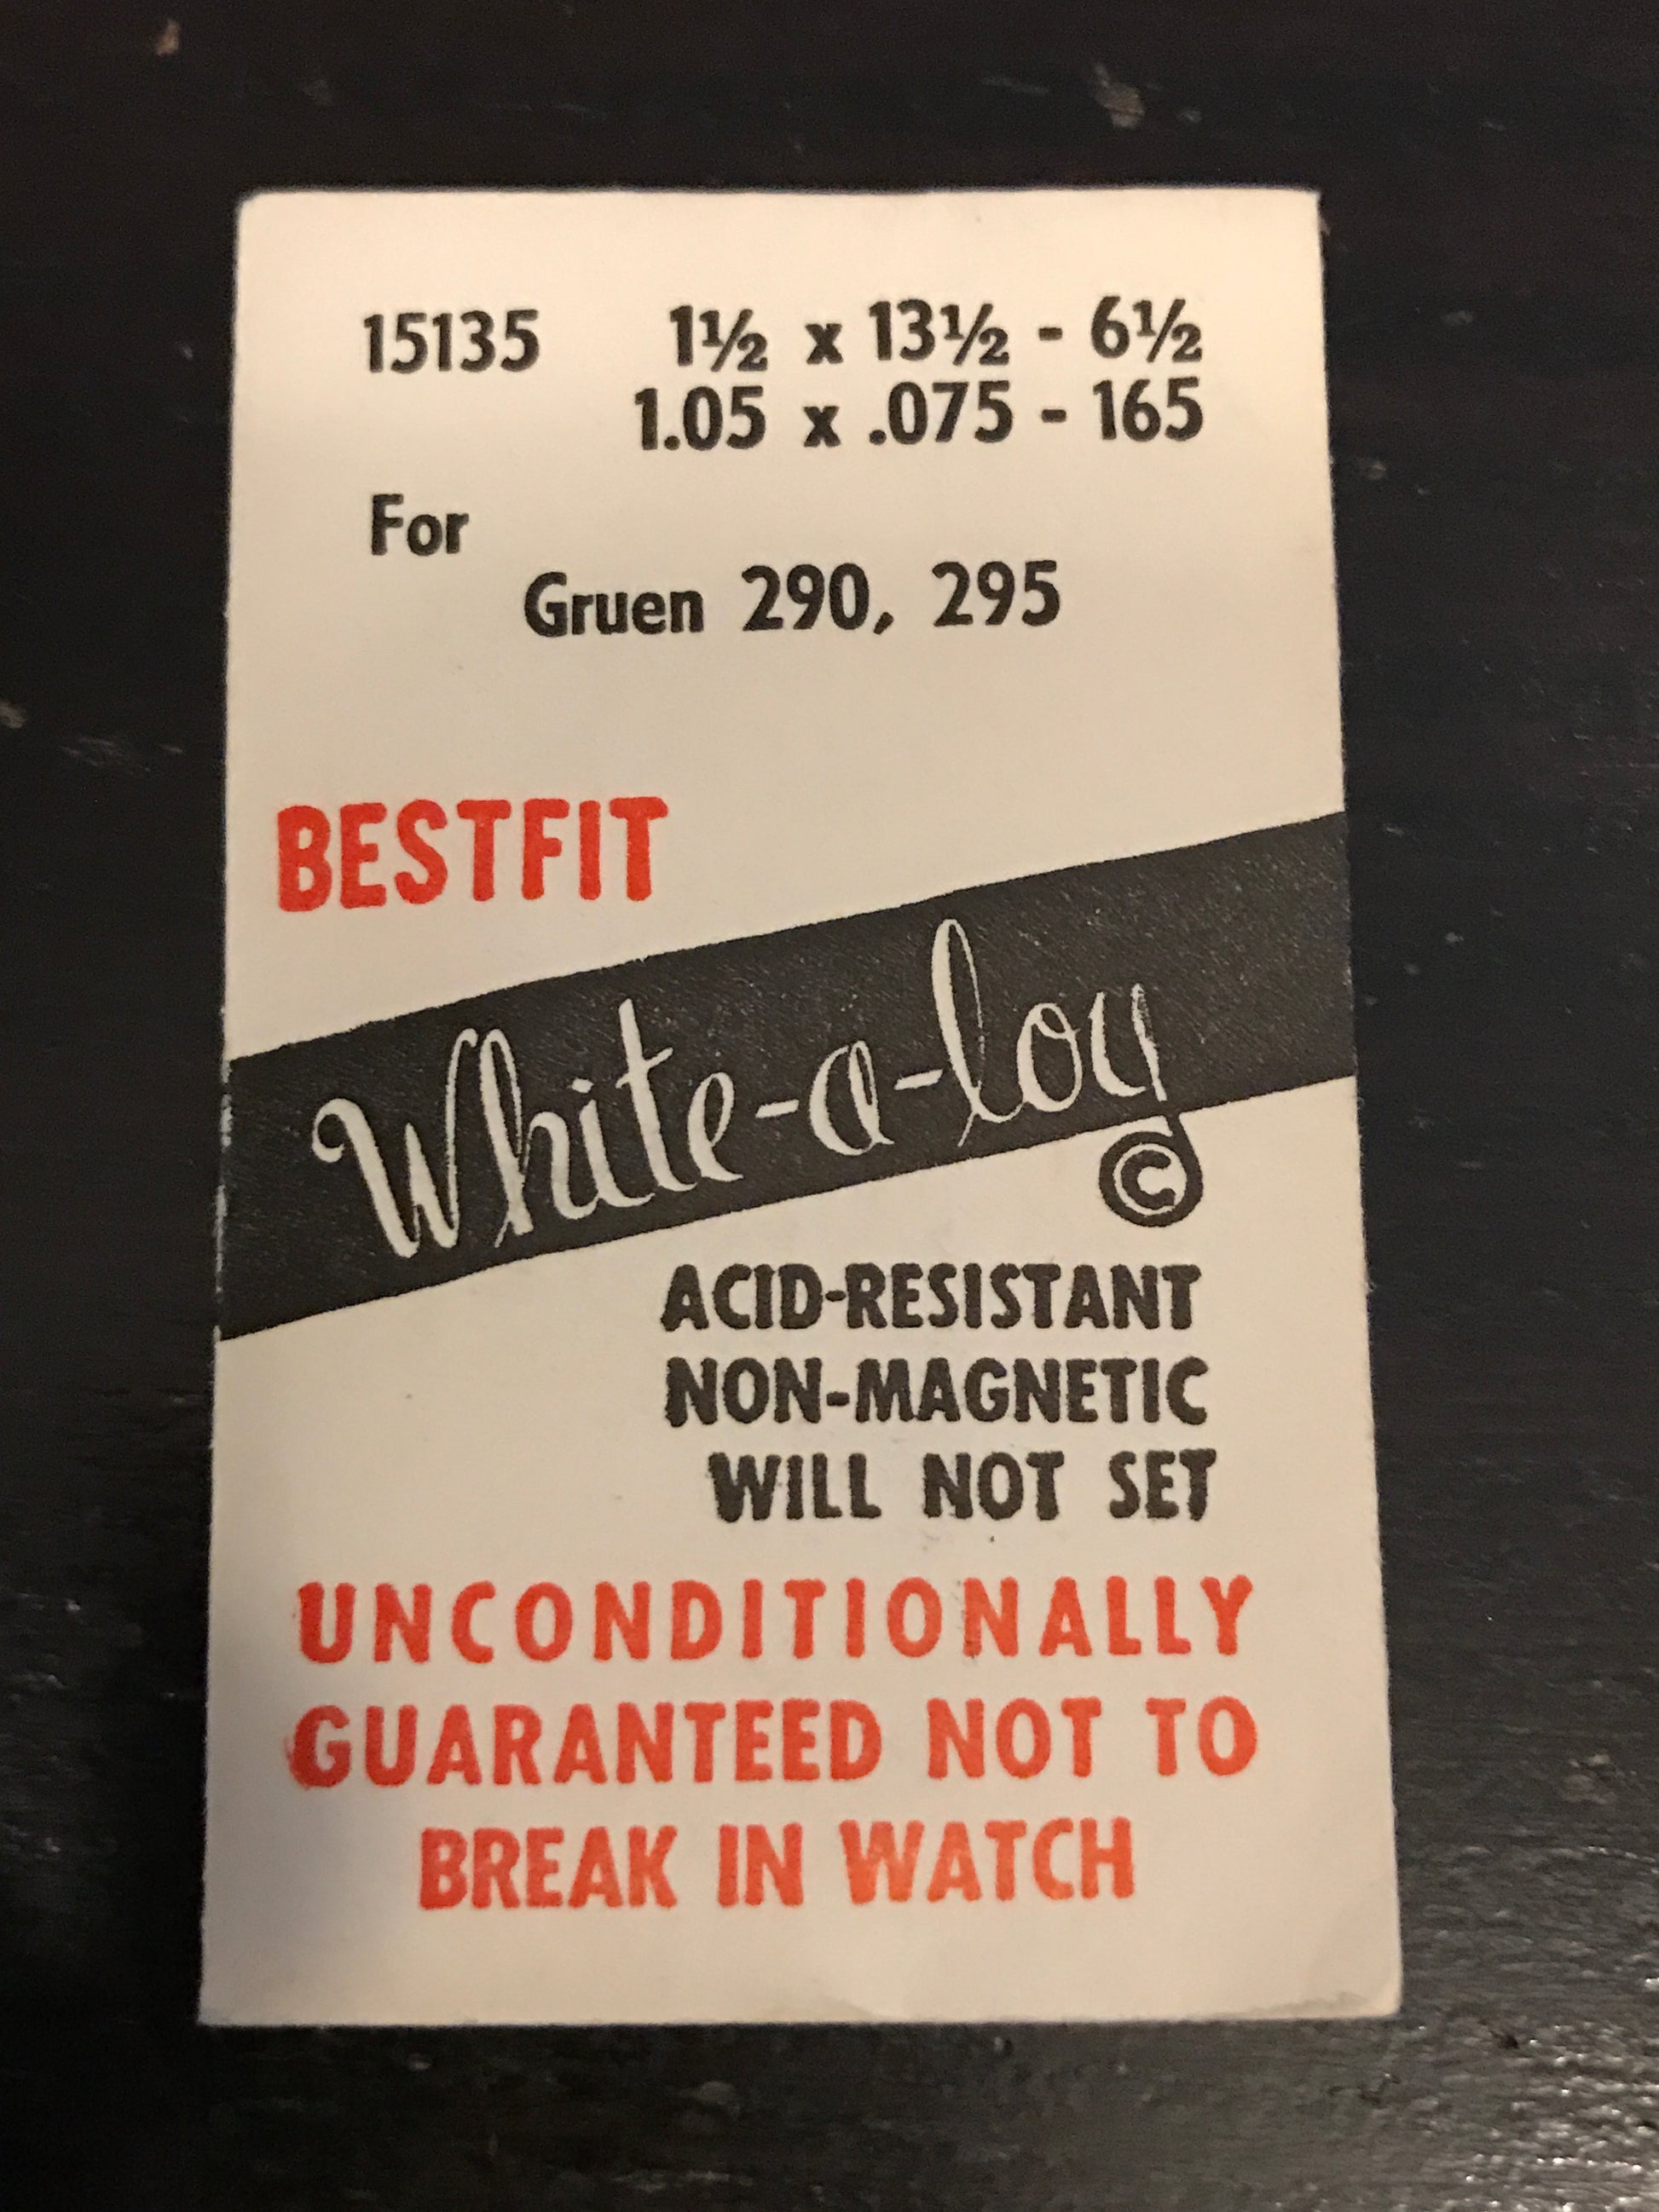 15135 1½ x 13½ - 6½
1.05 x .075 - 165
For
Gruen 290, 295
BESTFIT
White-a-loy
©
ACID-RESISTANT
NON-MAGNETIC
WILL NOT SET
UNCONDITIONALLY
GUARANTEED NOT TO
BREAK IN WATCH